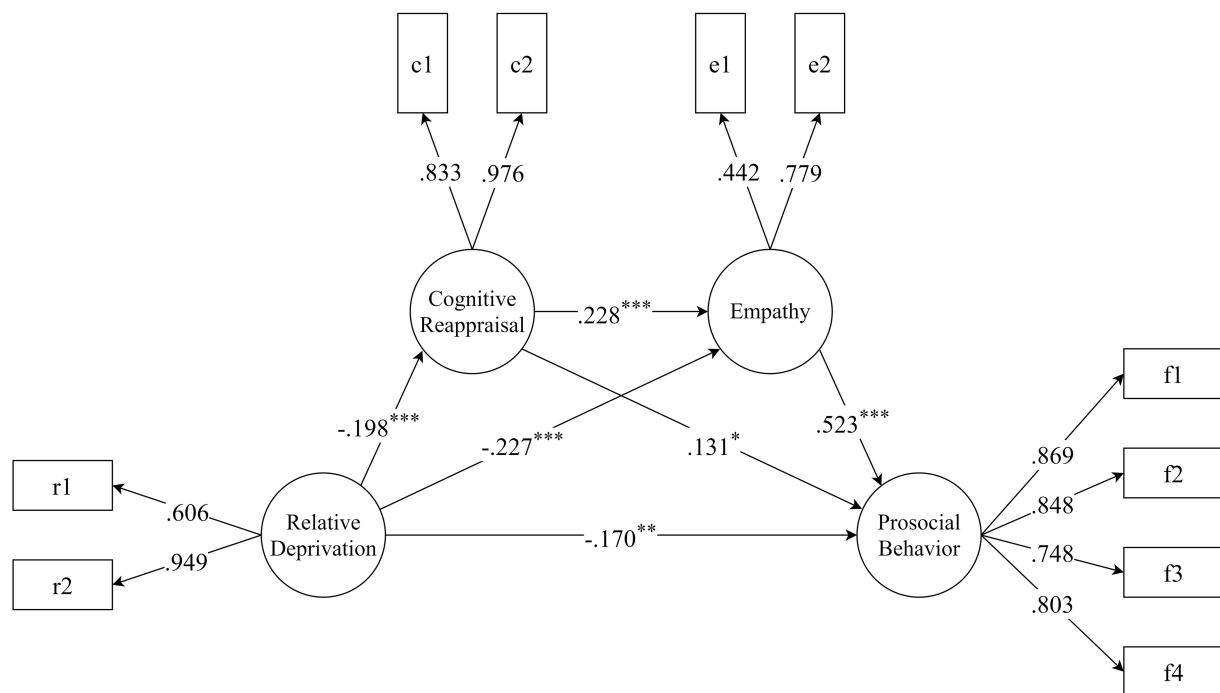 c1
c2
e1
e2
.833
.976
.442
.779
Cognitive
Reappraisal
.228***
Empathy
-.198***
-.227***
.131*
.523***
r1
r2
.606
.949
Relative
Deprivation
-.170**
Prosocial
Behavior
.869
.848
.748
.803
f1
f2
f3
f4